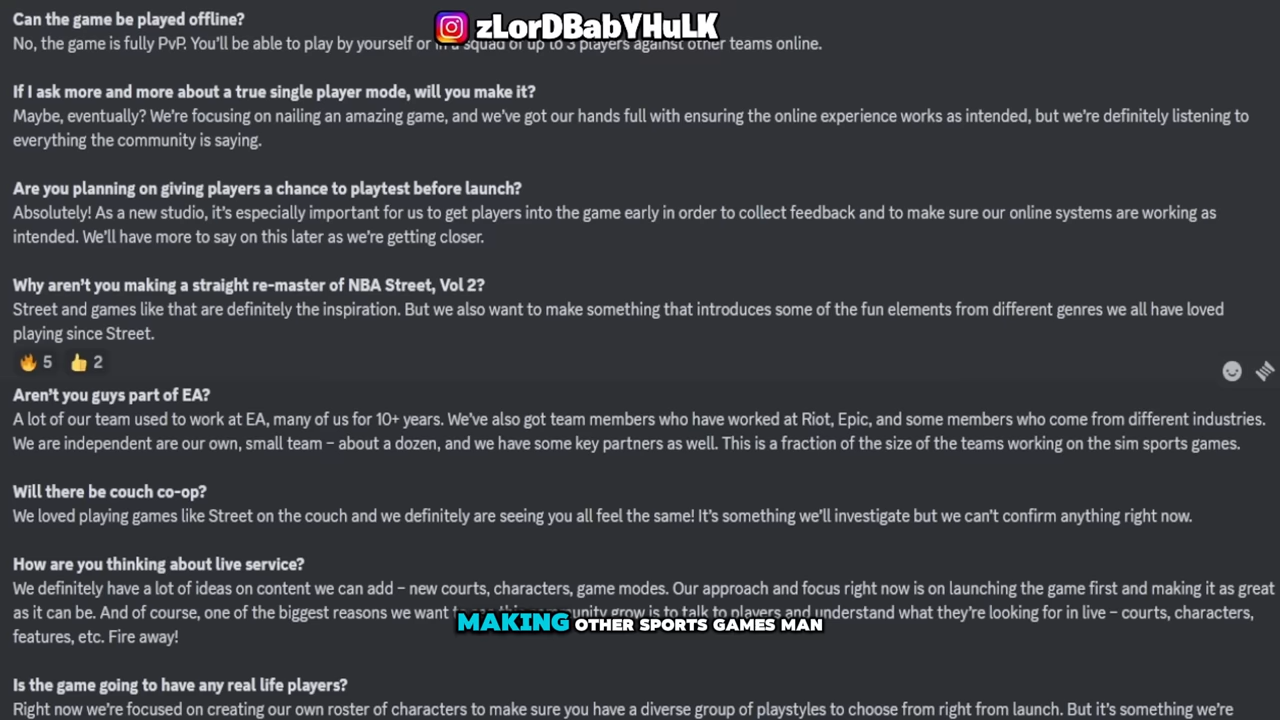 Can the game be played offline?
zLorDBabYHuLK
No, the game is fully PvP. You'll be able to play by yourself or in a squad of up to 3 players against other teams online.
If I ask more and more about a true single player mode, will you make it?
Maybe, eventually? We're focusing on nailing an amazing game, and we've got our hands full with ensuring the online experience works as intended, but we're definitely listening to
everything the community is saying.
Are you planning on giving players a chance to playtest before launch?
Absolutely! As a new studio, it's especially important for us to get players into the game early in order to collect feedback and to make sure our online systems are working as
intended. We'll have more to say on this later as we're getting closer.
Why aren't you making a straight re-master of NBA Street, Vol 2?
Street and games like that are definitely the inspiration. But we also want to make something that introduces some of the fun elements from different genres we all have loved
playing since Street.
🔥 5 👍 2
Aren't you guys part of EA?
A lot of our team used to work at EA, many of us for 10+ years. We've also got team members who have worked at Riot, Epic, and some members who come from different industries.
We are independent are our own, small team – about a dozen, and we have some key partners as well. This is a fraction of the size of the teams working on the sim sports games.
Will there be couch co-op?
We loved playing games like Street on the couch and we definitely are seeing you all feel the same! It's something we'll investigate but we can't confirm anything right now.
How are you thinking about live service?
We definitely have a lot of ideas on content we can add – new courts, characters, game modes. Our approach and focus right now is on launching the game first and making it as great
as it can be. And of course, one of the biggest reasons we want to see this community grow is to talk to players and understand what they're looking for in live – courts, characters,
MAKING OTHER SPORTS GAMES MAN
features, etc. Fire away!
Is the game going to have any real life players?
Right now we're focused on creating our own roster of characters to make sure you have a diverse group of playstyles to choose from right from launch. But it's something we're